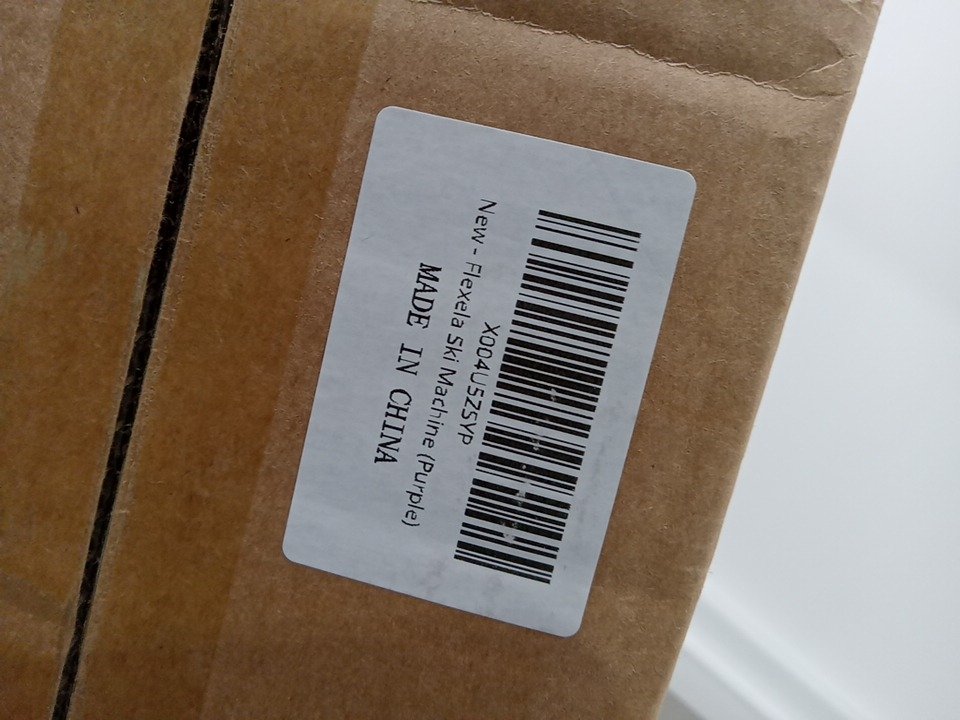 X004U5Z5YP
New - Flexela Ski Machine (Purple)
MADE IN CHINA